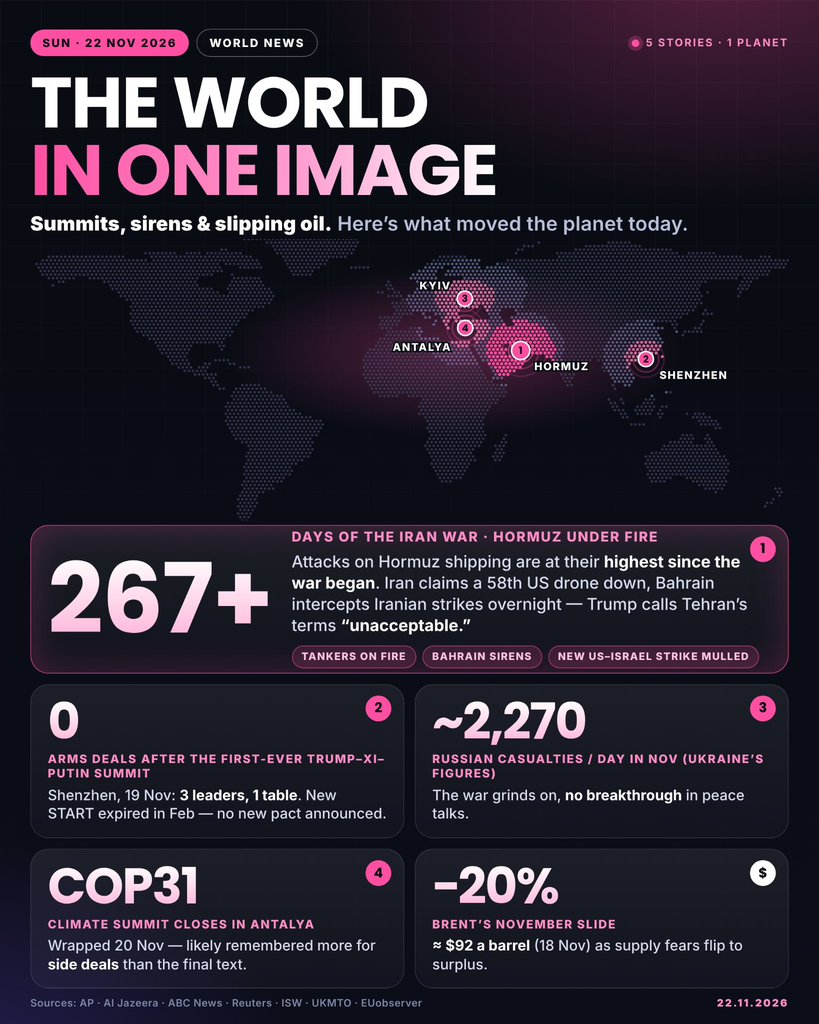 SUN · 22 NOV 2026
WORLD NEWS
5 STORIES · 1 PLANET
THE WORLD
IN ONE IMAGE
Summits, sirens & slipping oil. Here's what moved the planet today.
KYIV
3
4
ANTALYA
1
HORMUZ
2
SHENZHEN
267+
DAYS OF THE IRAN WAR · HORMUZ UNDER FIRE
1
Attacks on Hormuz shipping are at their highest since the
war began. Iran claims a 58th US drone down, Bahrain
intercepts Iranian strikes overnight — Trump calls Tehran's
terms “unacceptable.”
TANKERS ON FIRE
BAHRAIN SIRENS
NEW US–ISRAEL STRIKE MULLED
0
2
ARMS DEALS AFTER THE FIRST-EVER TRUMP–XI–
PUTIN SUMMIT
Shenzhen, 19 Nov: 3 leaders, 1 table. New
START expired in Feb — no new pact announced.
~2,270
3
RUSSIAN CASUALTIES / DAY IN NOV (UKRAINE'S
FIGURES)
The war grinds on, no breakthrough in peace
talks.
COP31
4
CLIMATE SUMMIT CLOSES IN ANTALYA
Wrapped 20 Nov — likely remembered more for
side deals than the final text.
−20%
$
BRENT'S NOVEMBER SLIDE
≈ $92 a barrel (18 Nov) as supply fears flip to
surplus.
Sources: AP · Al Jazeera · ABC News · Reuters · ISW · UKMTO · EUobserver
22.11.2026